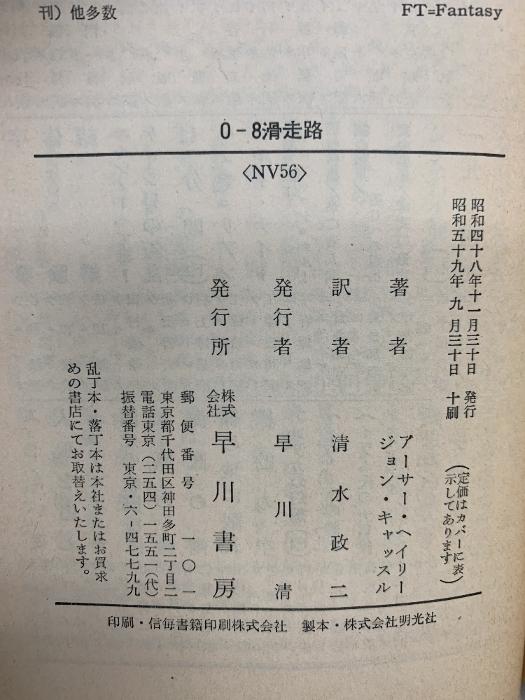 刊）他多数
FT=Fantasy
0-8滑走路
〈NV56〉
昭和四十八年十一月三十日 発行
昭和五十九年 九 月三十日 十刷
（定価はカバーに表
示してあります）
著者 アーサー・ヘイリー
ジョン・キャッスル
訳者 清水政二
発行者 早川 清
発行所 株式会社 早川書房
郵便番号 一〇一
東京都千代田区神田多町二丁目二
電話東京（二五四）一五五一（代）
振替番号 東京・六-四七七九九
乱丁本・落丁本は本社またはお買求
めの書店にてお取替えいたします。
印刷・信毎書籍印刷株式会社 製本・株式会社明光社